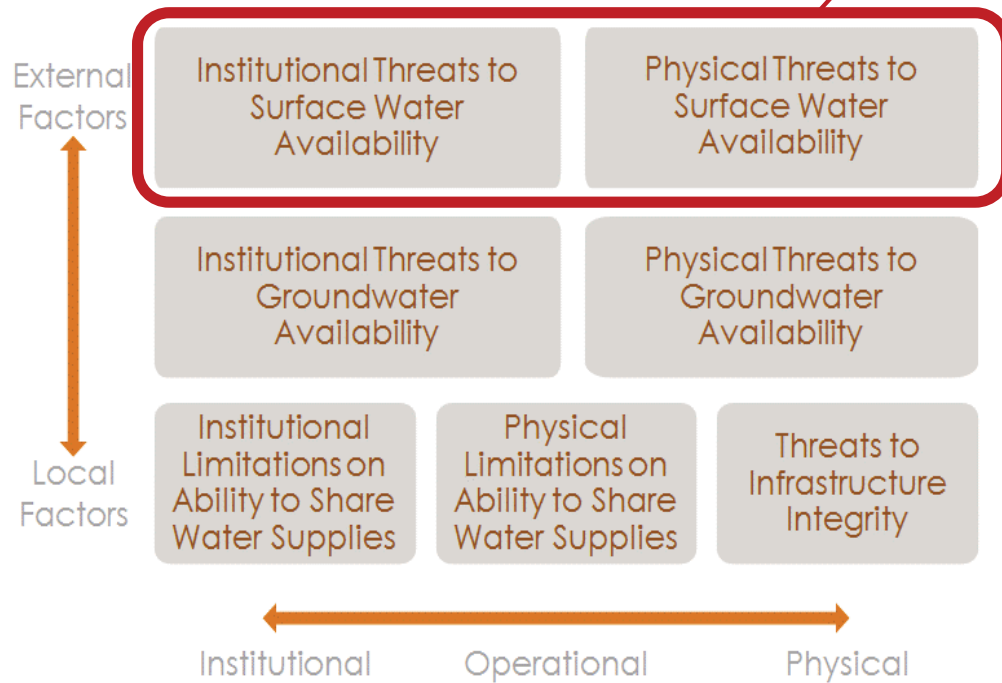 External
Factors
Institutional Threats to
Surface Water
Availability
Physical Threats to
Surface Water
Availability
Institutional Threats to
Groundwater
Availability
Physical Threats to
Groundwater
Availability
Local
Factors
Institutional
Limitations on
Ability to Share
Water Supplies
Physical
Limitations on
Ability to Share
Water Supplies
Threats to
Infrastructure
Integrity
Institutional
Operational
Physical